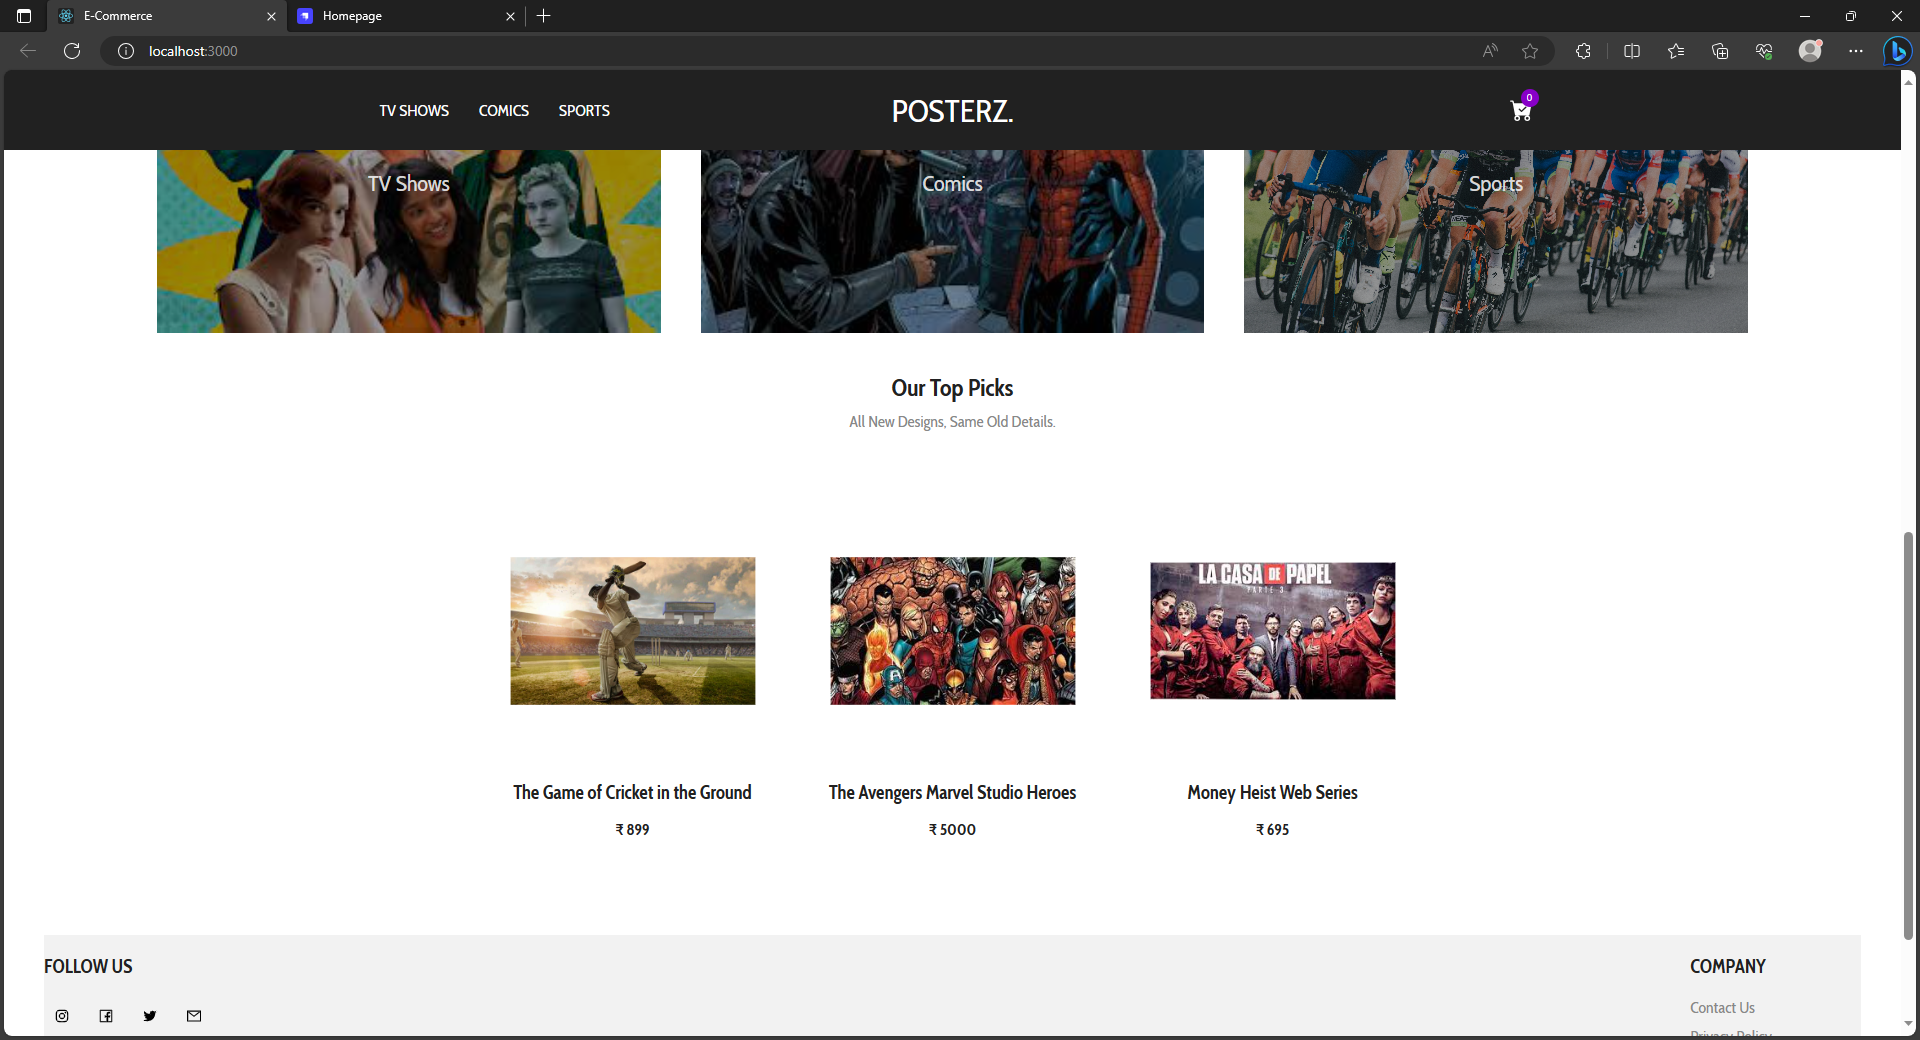 E-Commerce
Homepage
localhost:3000
TV SHOWS COMICS SPORTS
POSTERZ.
0
TV Shows
Comics
Sports
Our Top Picks
All New Designs, Same Old Details.
LA CASA DE PAPEL
PARTE 3
The Game of Cricket in the Ground
The Avengers Marvel Studio Heroes
Money Heist Web Series
₹ 899
₹ 5000
₹ 695
FOLLOW US
COMPANY
Contact Us
Privacy Policy